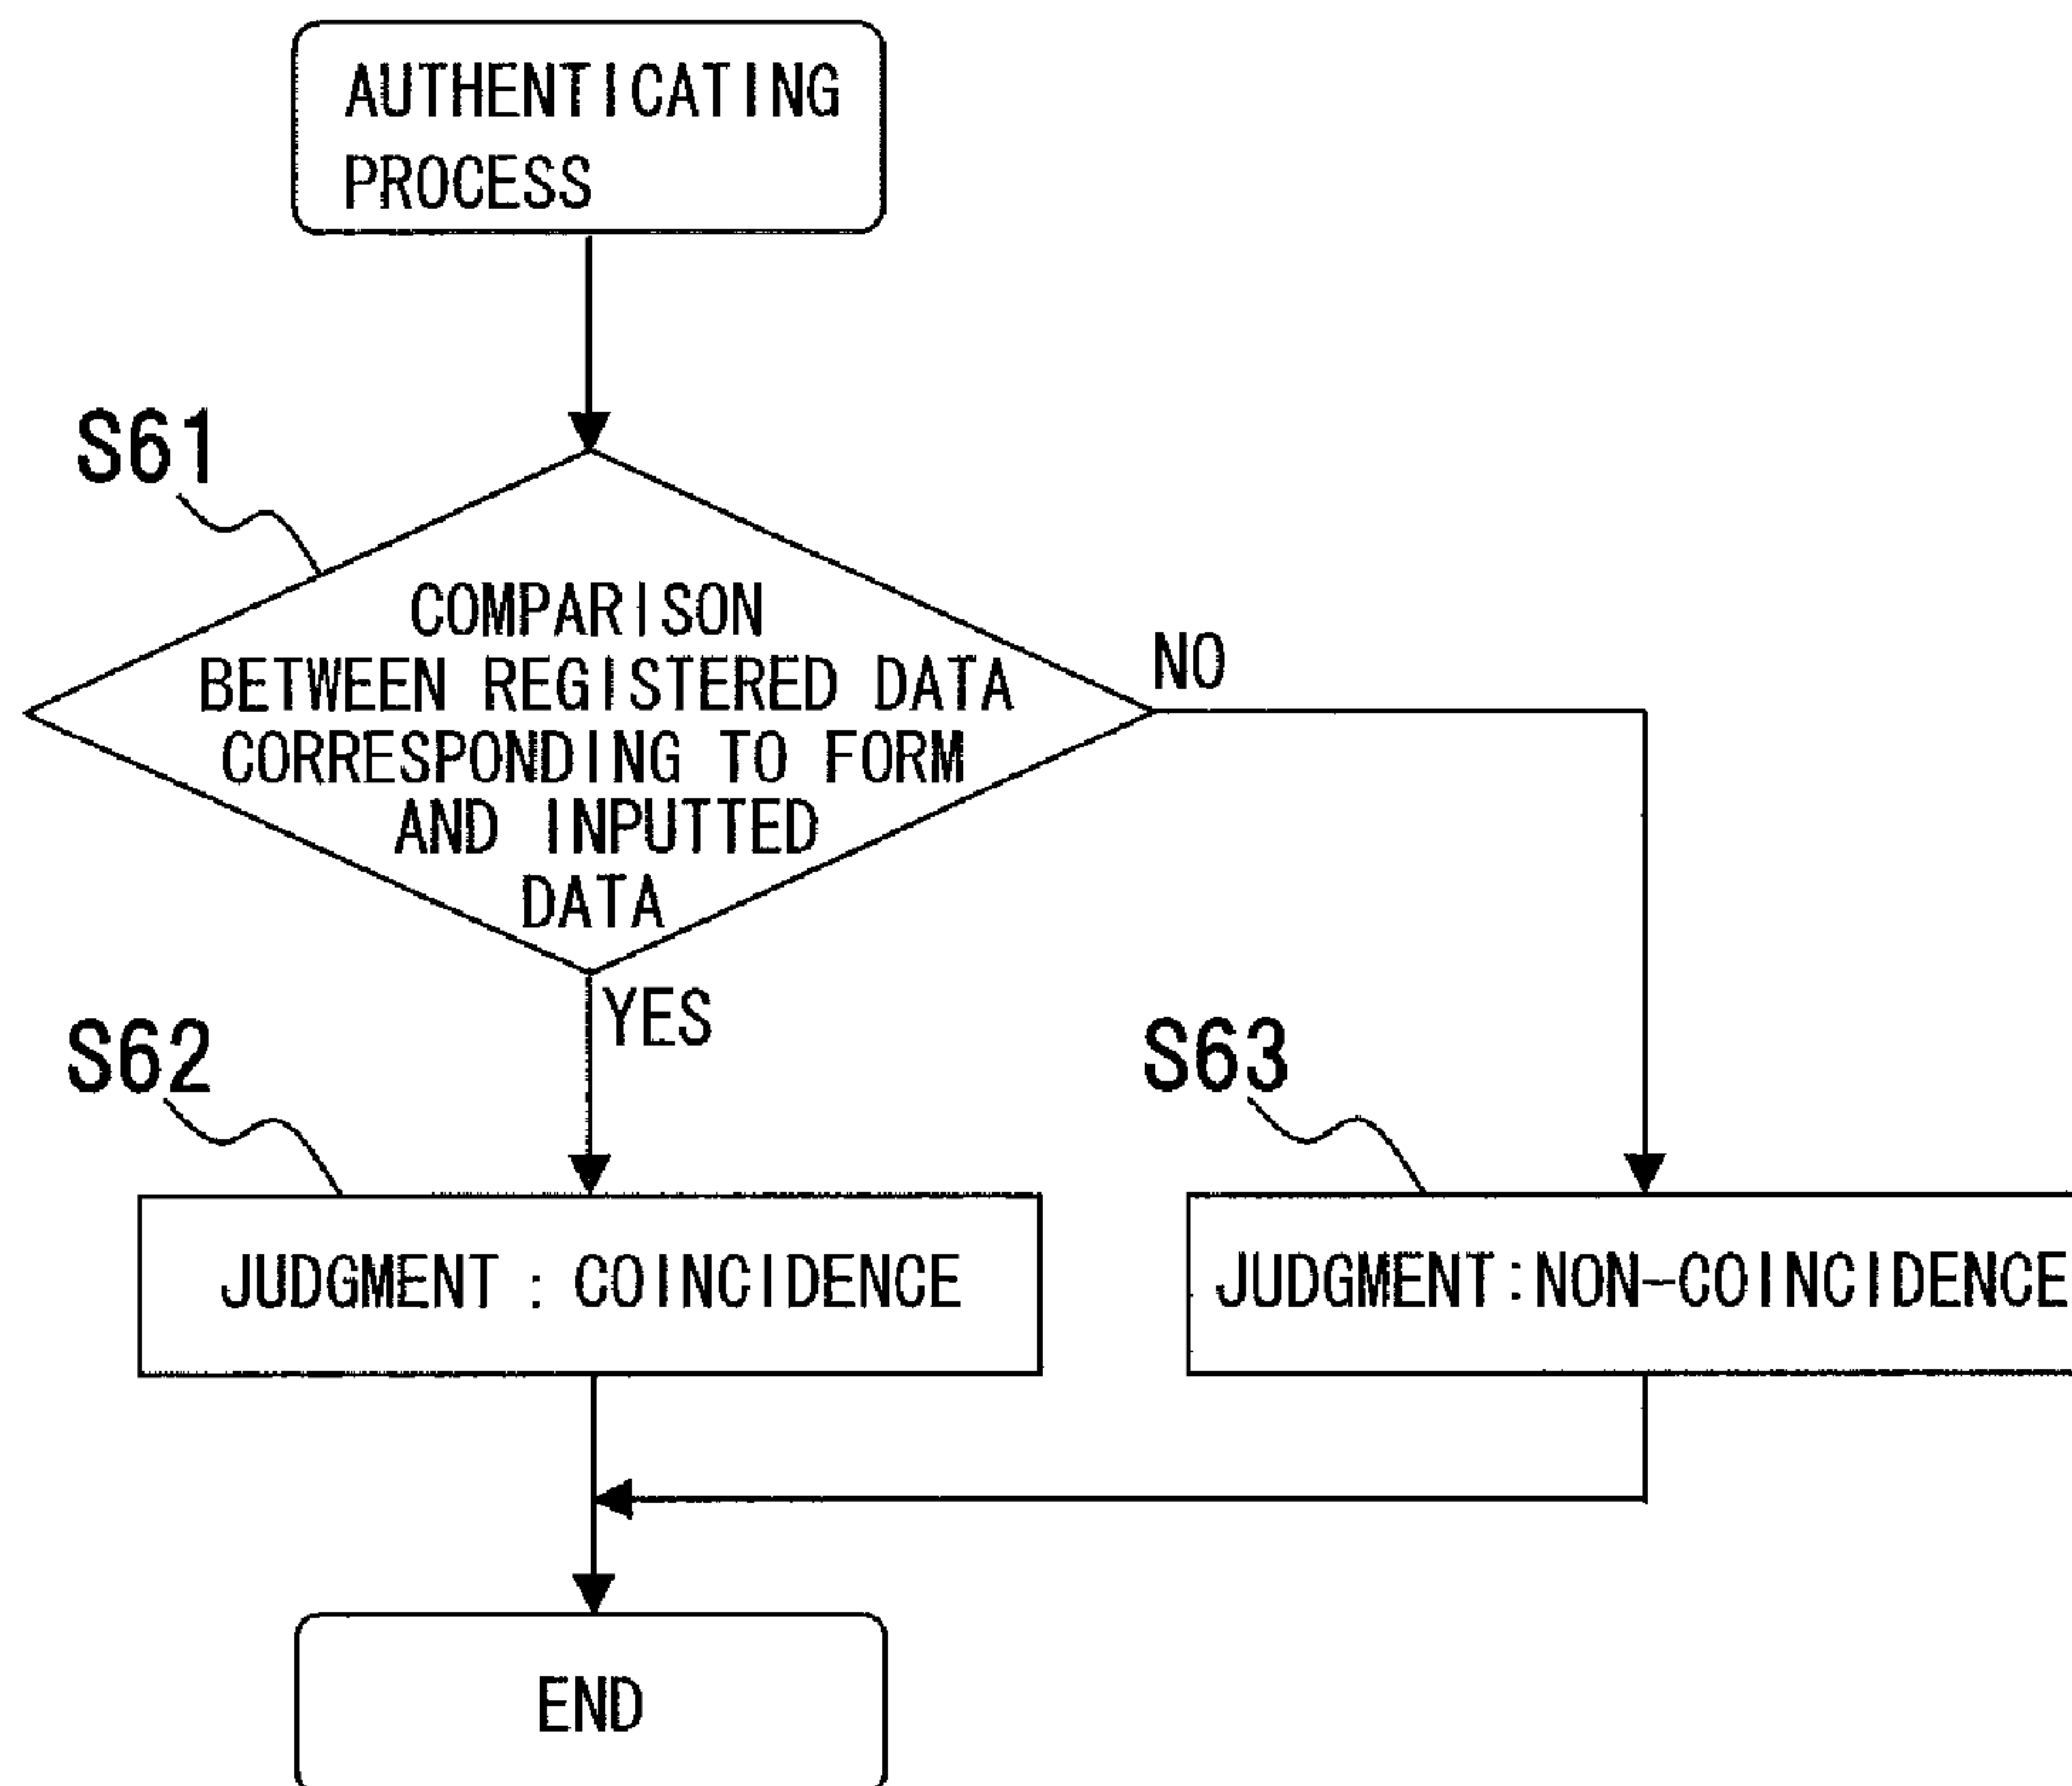 AUTHENTICATING
PROCESS
S61
COMPARISON
BETWEEN REGISTERED DATA
CORRESPONDING TO FORM
AND INPUTTED
DATA
NO
YES
S62
S63
JUDGMENT : COINCIDENCE
JUDGMENT:NON-COINCIDENCE
END